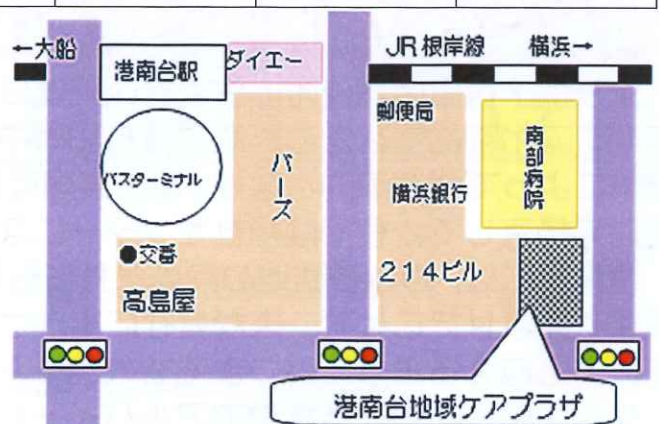 ←大船
港南台駅
ダイエー
JR根岸線
横浜→
郵便局
南部病院
バスターミナル
バーズ
横浜銀行
●交番
高島屋
214ビル
港南台地域ケアプラザ